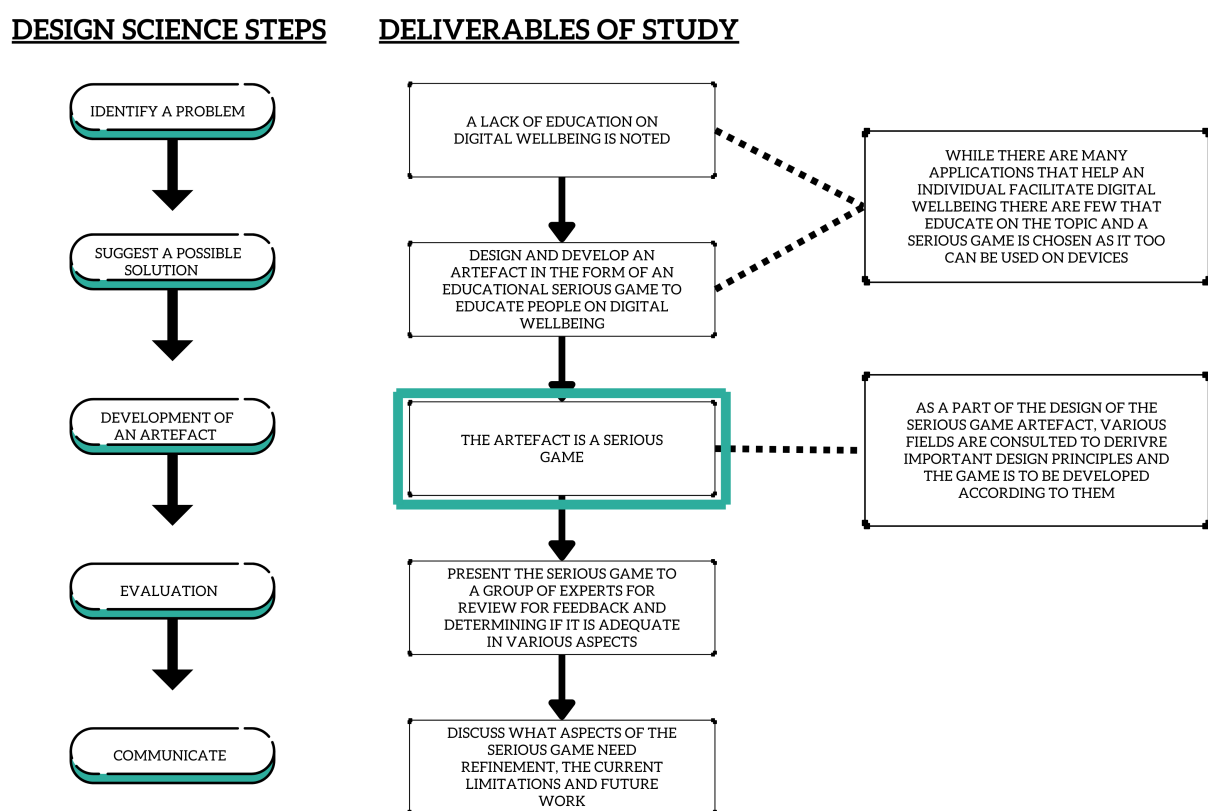 DESIGN SCIENCE STEPS
DELIVERABLES OF STUDY
IDENTIFY A PROBLEM
SUGGEST A POSSIBLE
SOLUTION
DEVELOPMENT OF
AN ARTEFACT
EVALUATION
COMMUNICATE
A LACK OF EDUCATION ON
DIGITAL WELLBEING IS NOTED
DESIGN AND DEVELOP AN
ARTEFACT IN THE FORM OF AN
EDUCATIONAL SERIOUS GAME TO
EDUCATE PEOPLE ON DIGITAL
WELLBEING
THE ARTEFACT IS A SERIOUS
GAME
PRESENT THE SERIOUS GAME TO
A GROUP OF EXPERTS FOR
REVIEW FOR FEEDBACK AND
DETERMINING IF IT IS ADEQUATE
IN VARIOUS ASPECTS
DISCUSS WHAT ASPECTS OF THE
SERIOUS GAME NEED
REFINEMENT, THE CURRENT
LIMITATIONS AND FUTURE
WORK
WHILE THERE ARE MANY
APPLICATIONS THAT HELP AN
INDIVIDUAL FACILITATE DIGITAL
WELLBEING THERE ARE FEW THAT
EDUCATE ON THE TOPIC AND A
SERIOUS GAME IS CHOSEN AS IT TOO
CAN BE USED ON DEVICES
AS A PART OF THE DESIGN OF THE
SERIOUS GAME ARTEFACT, VARIOUS
FIELDS ARE CONSULTED TO DERIVRE
IMPORTANT DESIGN PRINCIPLES AND
THE GAME IS TO BE DEVELOPED
ACCORDING TO THEM